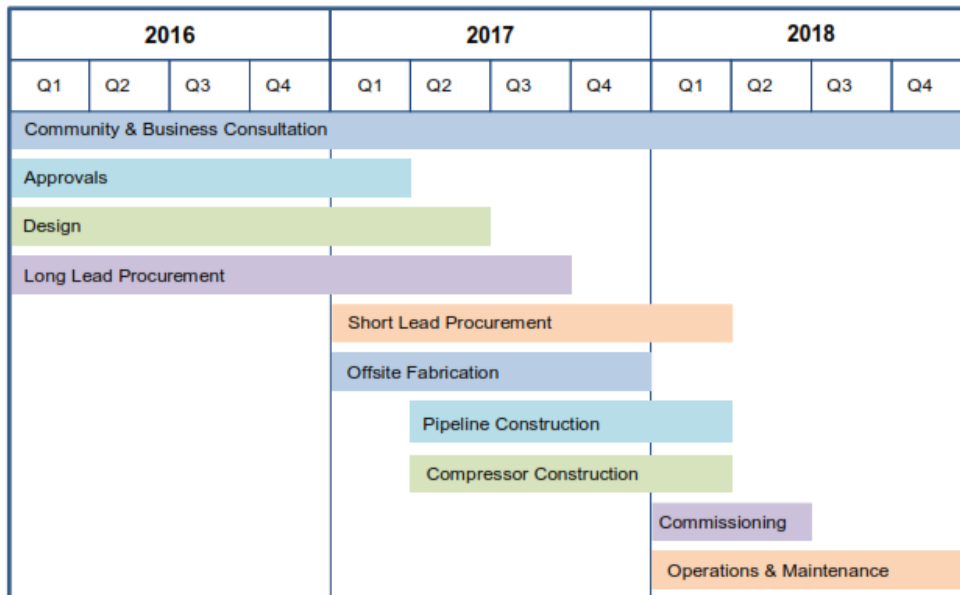 2016 2017 2018
Q1 Q2 Q3 Q4 Q1 Q2 Q3 Q4 Q1 Q2 Q3 Q4
Community & Business Consultation
Approvals
Design
Long Lead Procurement
Short Lead Procurement
Offsite Fabrication
Pipeline Construction
Compressor Construction
Commissioning
Operations & Maintenance